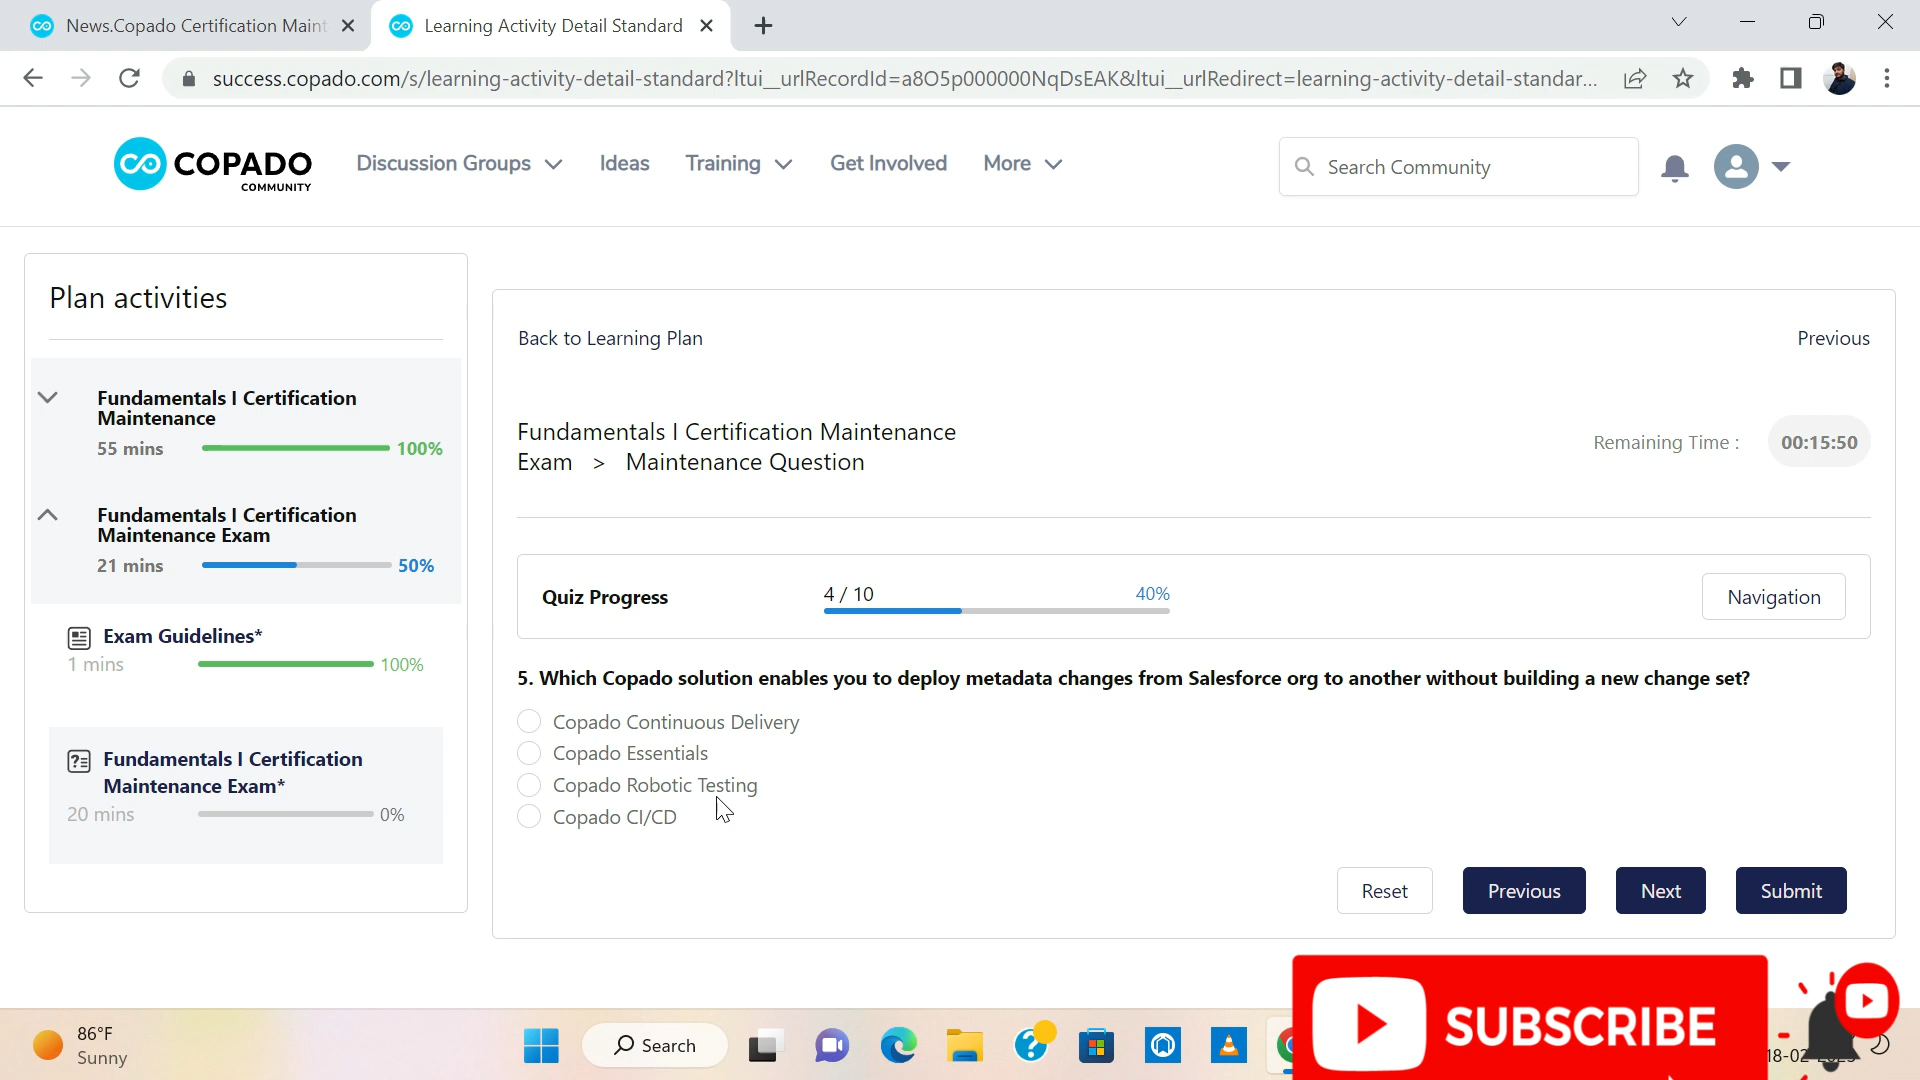 News.Copado Certification Maint
Learning Activity Detail Standard
success.copado.com/s/learning-activity-detail-standard?ltui__urlRecordId=a8O5p000000NqDsEAK&ltui__urlRedirect=learning-activity-detail-standar...
COPADO
COMMUNITY
Discussion Groups
Ideas
Training
Get Involved
More
Search Community
Plan activities
Fundamentals I Certification
Maintenance
55 mins
100%
Fundamentals I Certification
Maintenance Exam
21 mins
50%
Exam Guidelines*
1 mins
100%
Fundamentals I Certification
Maintenance Exam*
20 mins
0%
Back to Learning Plan
Previous
Fundamentals I Certification Maintenance
Exam > Maintenance Question
Remaining Time :
00:15:50
Quiz Progress
4 / 10
40%
Navigation
5. Which Copado solution enables you to deploy metadata changes from Salesforce org to another without building a new change set?
Copado Continuous Delivery
Copado Essentials
Copado Robotic Testing
Copado CI/CD
Reset
Previous
Next
Submit
86°F
Sunny
Search
SUBSCRIBE